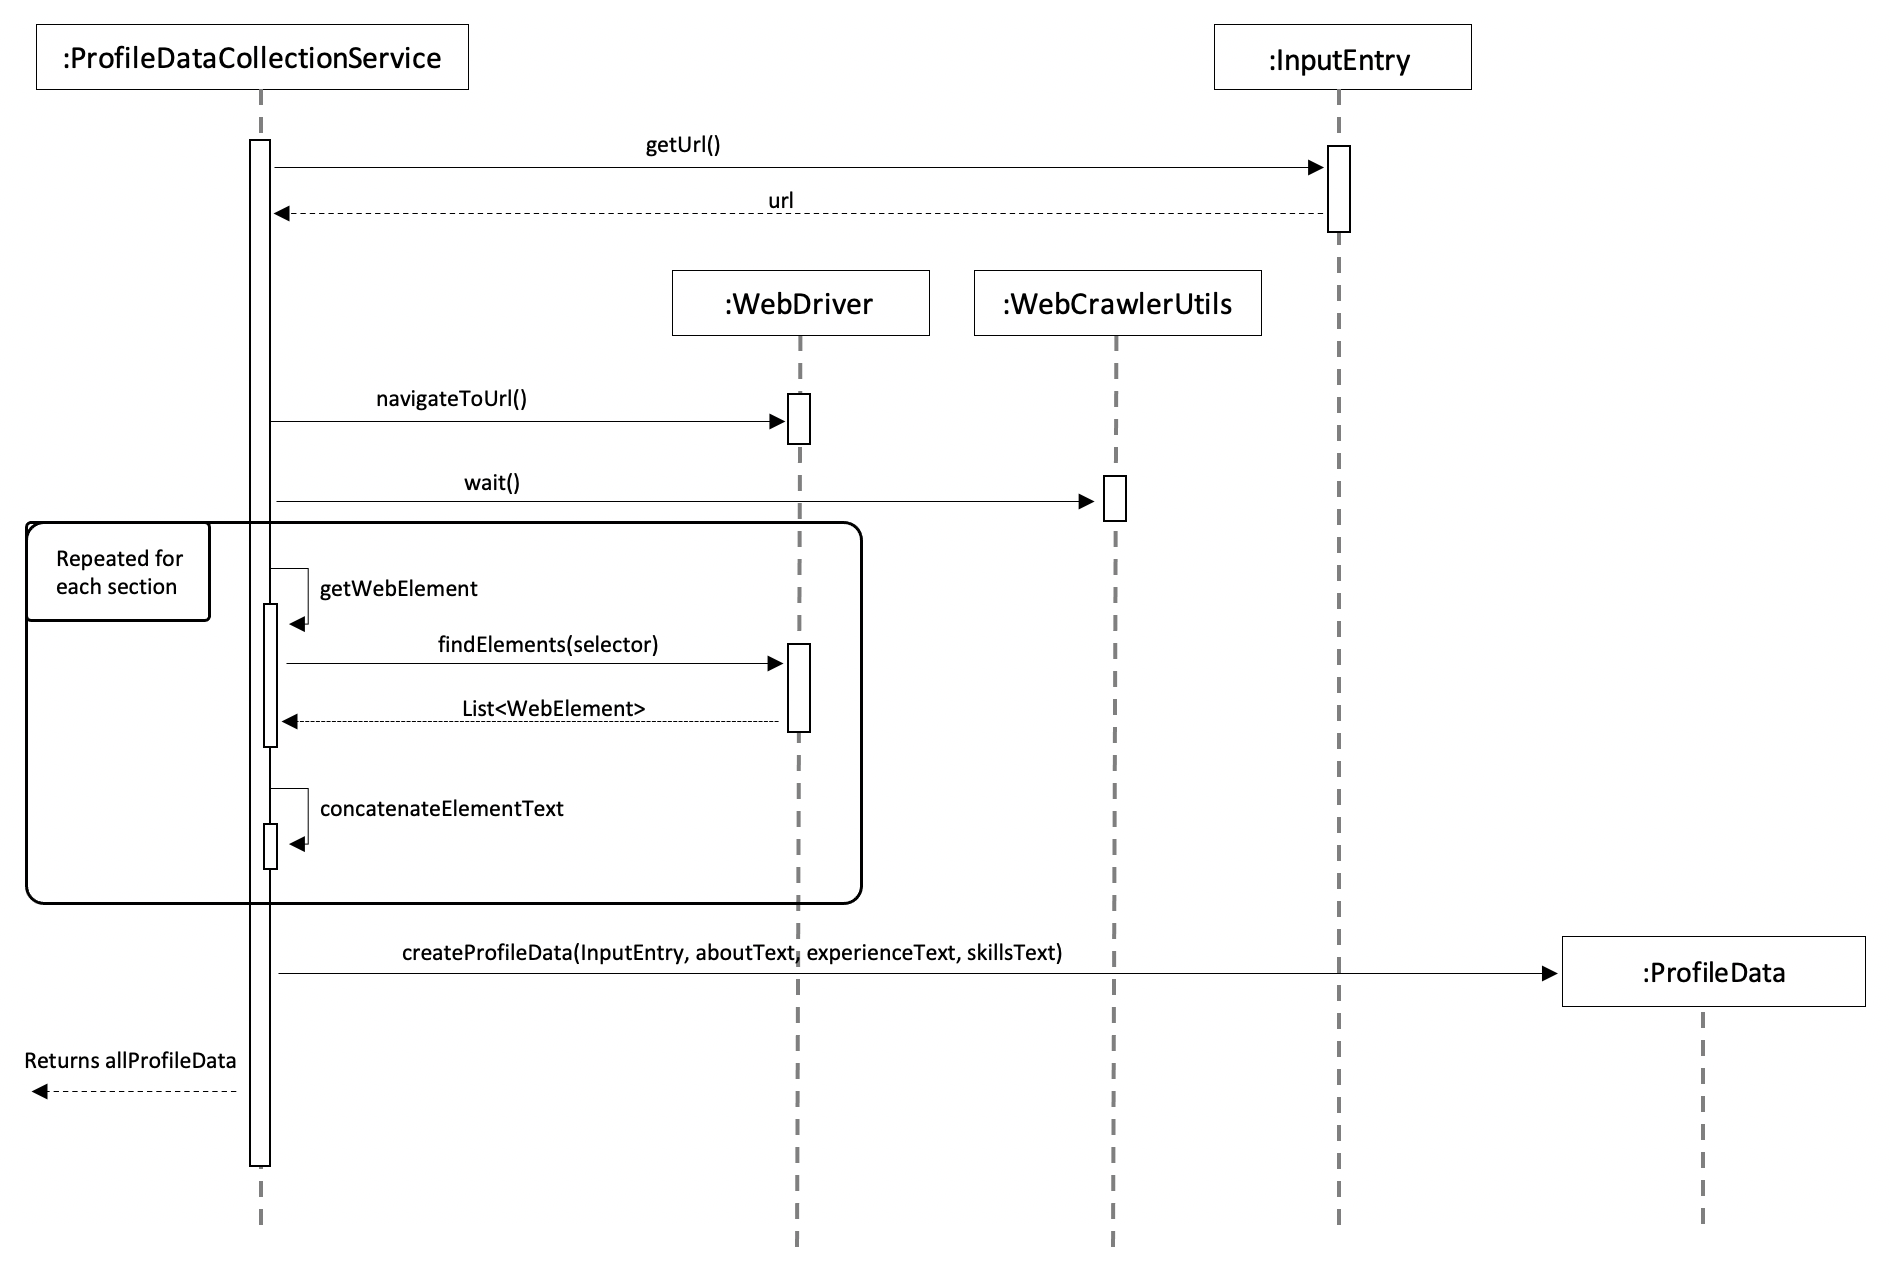 :ProfileDataCollectionService
:InputEntry
getUrl()
url
:WebDriver
:WebCrawlerUtils
navigateToUrl()
wait()
Repeated for
each section
getWebElement
findElements(selector)
List<WebElement>
concatenateElementText
createProfileData(InputEntry, aboutText, experienceText, skillsText)
:ProfileData
Returns allProfileData